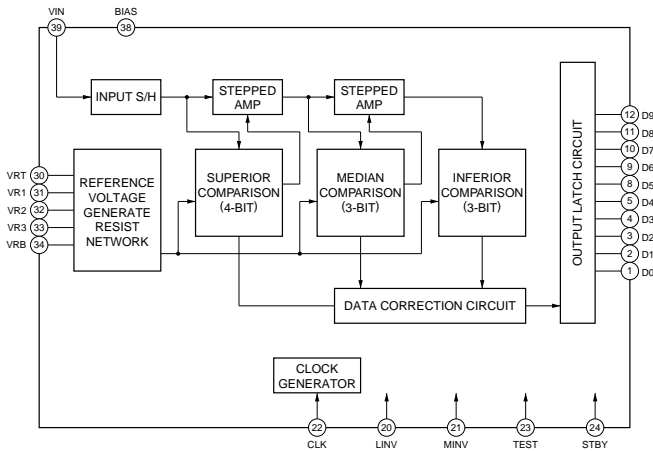 VIN
BIAS
39
38
INPUT S/H
STEPPED
AMP
STEPPED
AMP
VRT 30
VR1 31
VR2 32
VR3 33
VRB 34
REFERENCE
VOLTAGE
GENERATE
RESIST
NETWORK
SUPERIOR
COMPARISON
(4-BIT)
MEDIAN
COMPARISON
(3-BIT)
INFERIOR
COMPARISON
(3-BIT)
OUTPUT LATCH CIRCUIT
12 D9
11 D8
10 D7
9 D6
8 D5
5 D4
4 D3
3 D2
2 D1
1 D0
DATA CORRECTION CIRCUIT
CLOCK
GENERATOR
22
20
21
23
24
CLK
LINV
MINV
TEST
STBY